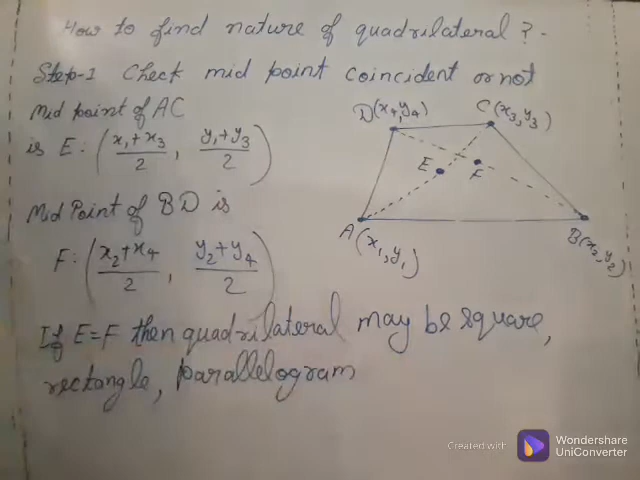 How to find nature of quadrilateral ?
Step-1 Check mid point coincident or not
Mid point of AC
is E: (x₁+x₃/2, y₁+y₃/2)
Mid Point of BD is
F: (x₂+x₄/2, y₂+y₄/2)
If E=F then quadrilateral may be square,
rectangle, parallelogram
D(x₄,y₄)
C(x₃,y₃)
E
F
A(x₁,y₁)
B(x₂,y₂)
Created with
Wondershare
UniConverter